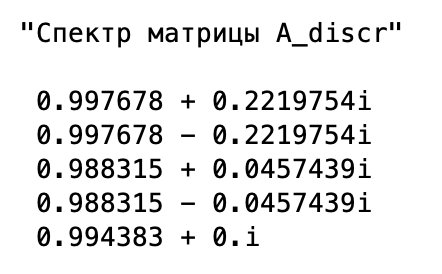 "Спектр матрицы A_discr"
0.997678 + 0.2219754i
0.997678 - 0.2219754i
0.988315 + 0.0457439i
0.988315 - 0.0457439i
0.994383 + 0.i